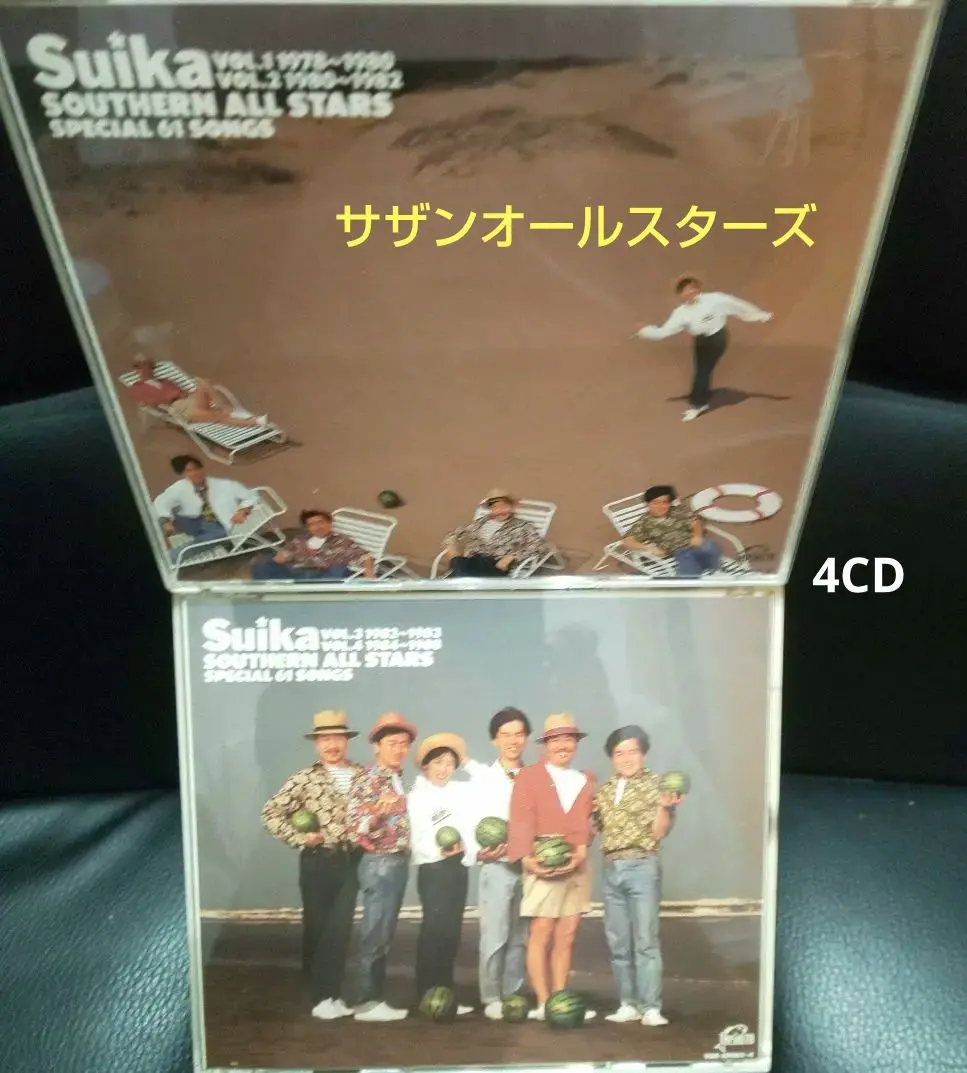 Suika VOL.1 1978~1980
VOL.2 1980~1982
SOUTHERN ALL STARS
SPECIAL 61 SONGS
サザンオールスターズ
4CD
Suika VOL.3 1982~1983
VOL.4 1984~1988
SOUTHERN ALL STARS
SPECIAL 61 SONGS